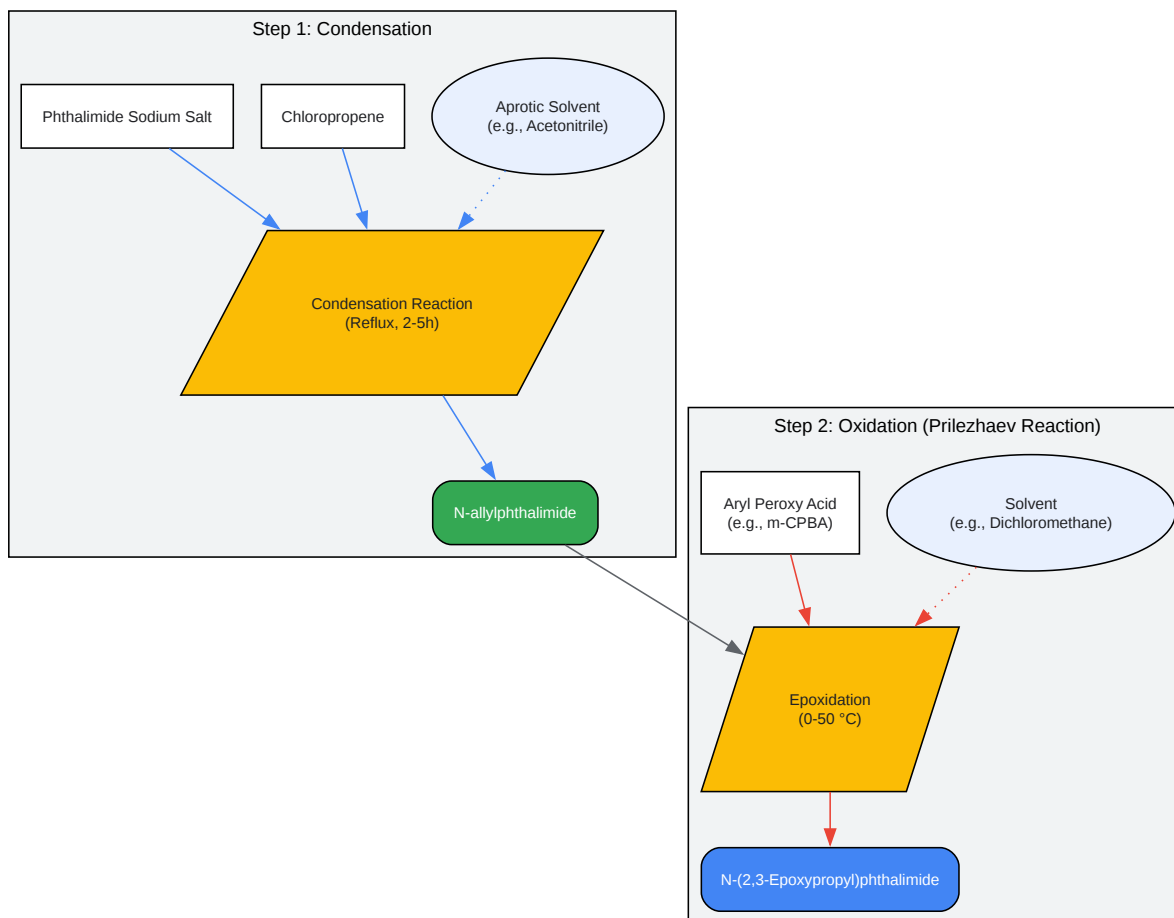 Step 1: Condensation
Phthalimide Sodium Salt
Chloropropene
Aprotic Solvent
(e.g., Acetonitrile)
Condensation Reaction
(Reflux, 2-5h)
N-allylphthalimide
Step 2: Oxidation (Prilezhaev Reaction)
Aryl Peroxy Acid
(e.g., m-CPBA)
Solvent
(e.g., Dichloromethane)
Epoxidation
(0-50 °C)
N-(2,3-Epoxypropyl)phthalimide